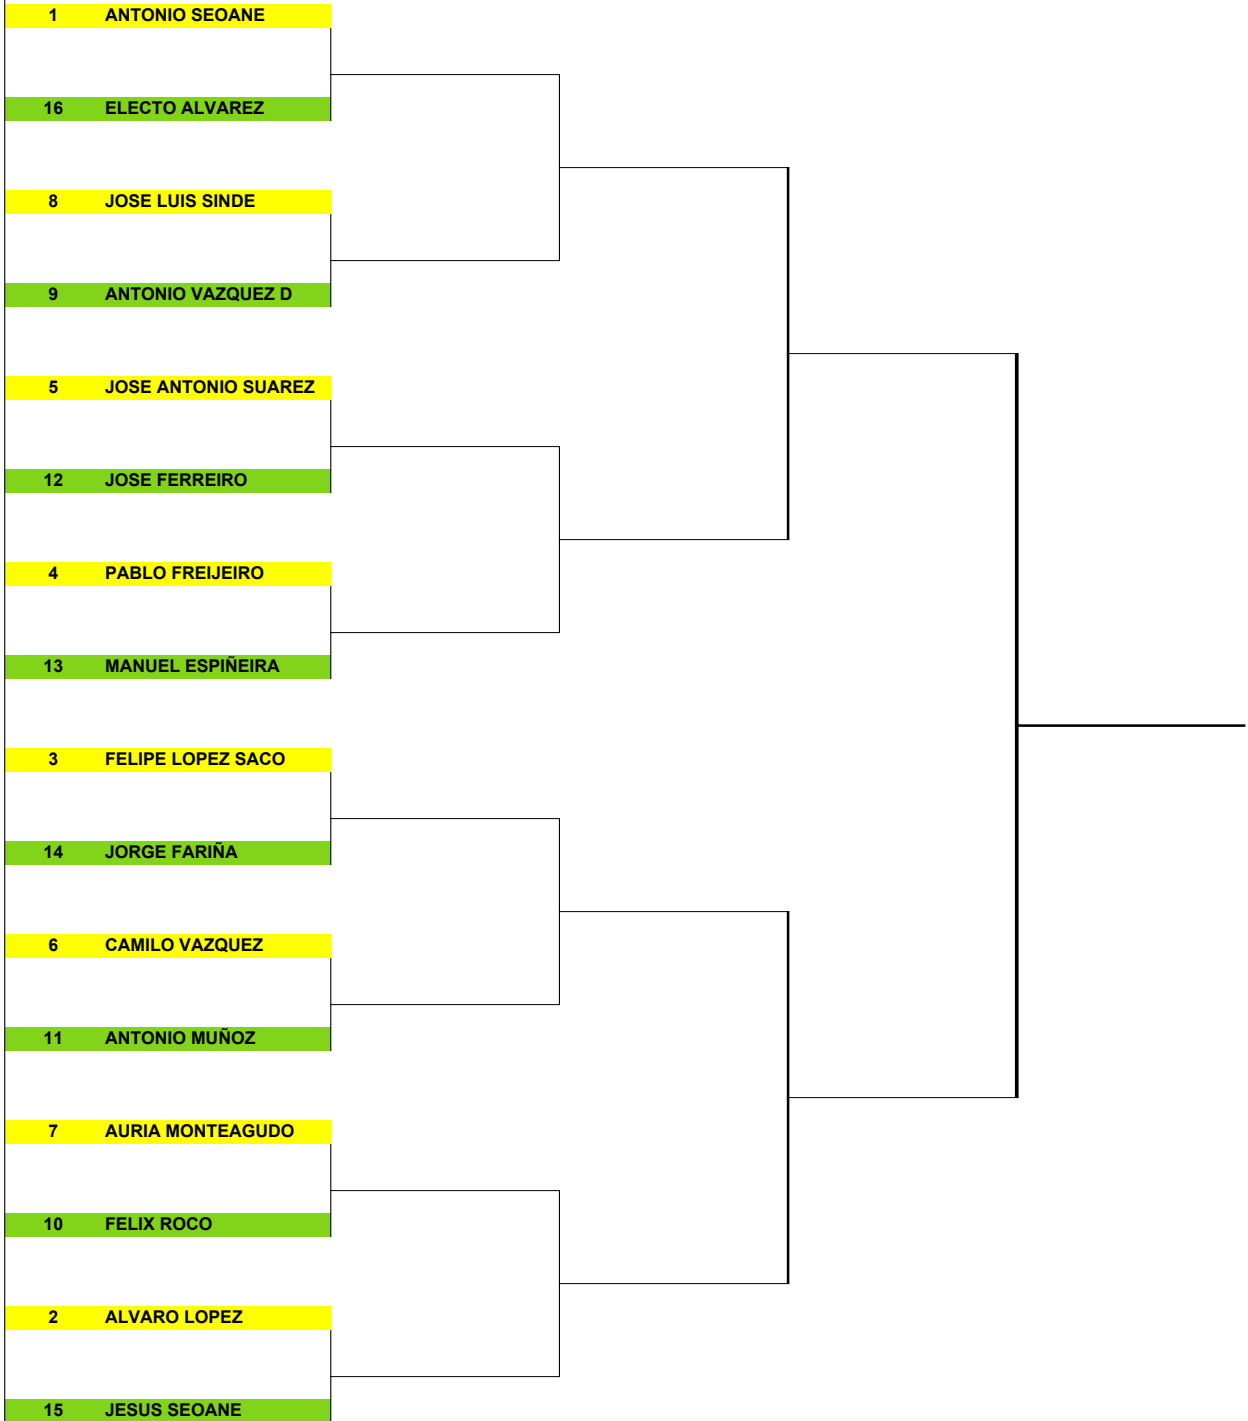 1 ANTONIO SEOANE
16 ELECTO ALVAREZ
8 JOSE LUIS SINDE
9 ANTONIO VAZQUEZ D
5 JOSE ANTONIO SUAREZ
12 JOSE FERREIRO
4 PABLO FREIJEIRO
13 MANUEL ESPIÑEIRA
3 FELIPE LOPEZ SACO
14 JORGE FARIÑA
6 CAMILO VAZQUEZ
11 ANTONIO MUÑOZ
7 AURIA MONTEAGUDO
10 FELIX ROCO
2 ALVARO LOPEZ
15 JESUS SEOANE